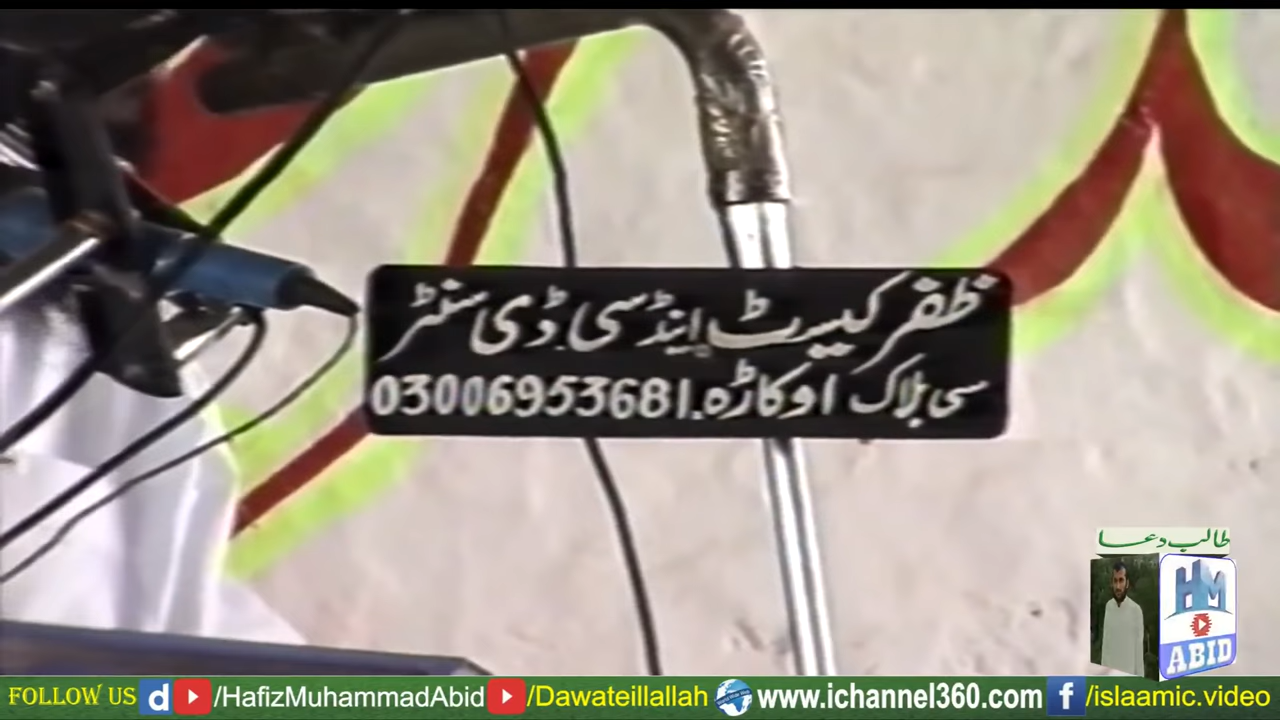 ظفر کیسٹ اینڈ سی ڈی سنٹر
سی بلاک اوکاڑہ. 03006953681
طالب دعا
HM
ABID
FOLLOW US d /HafizMuhammadAbid /Dawateillallah www.ichannel360.com f /islaamic.video